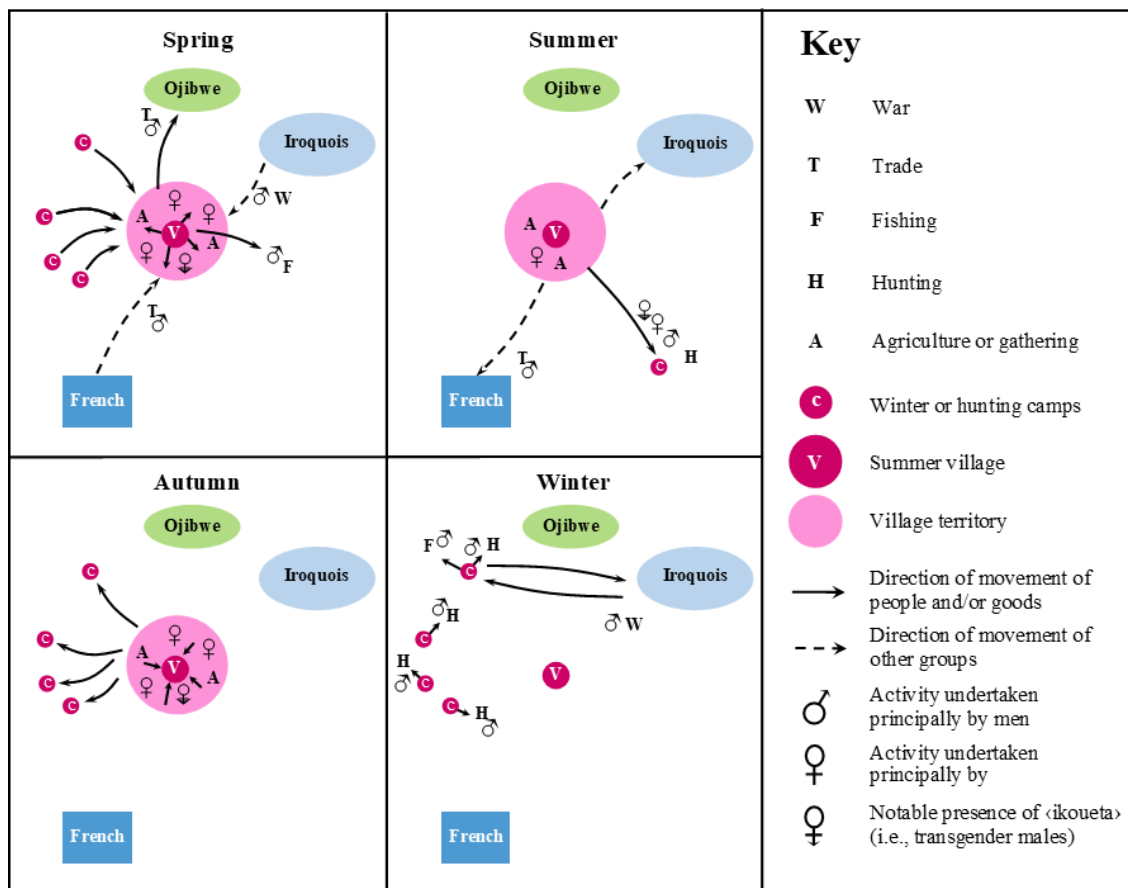 Spring
Ojibwe
T
Iroquois
C
W
C
A
V
A
C
F
C
T
French
Summer
Ojibwe
Iroquois
A
V
A
H
C
T
French
Autumn
Ojibwe
C
Iroquois
C
A
V
A
C
C
French
Winter
Ojibwe
F
H
C
Iroquois
H
W
C
H
V
C
C
H
French
Key
W War
T Trade
F Fishing
H Hunting
A Agriculture or gathering
C Winter or hunting camps
V Summer village
Village territory
Direction of movement of
people and/or goods
Direction of movement of
other groups
Activity undertaken
principally by men
Activity undertaken
principally by
Notable presence of ‹ikoueta›
(i.e., transgender males)